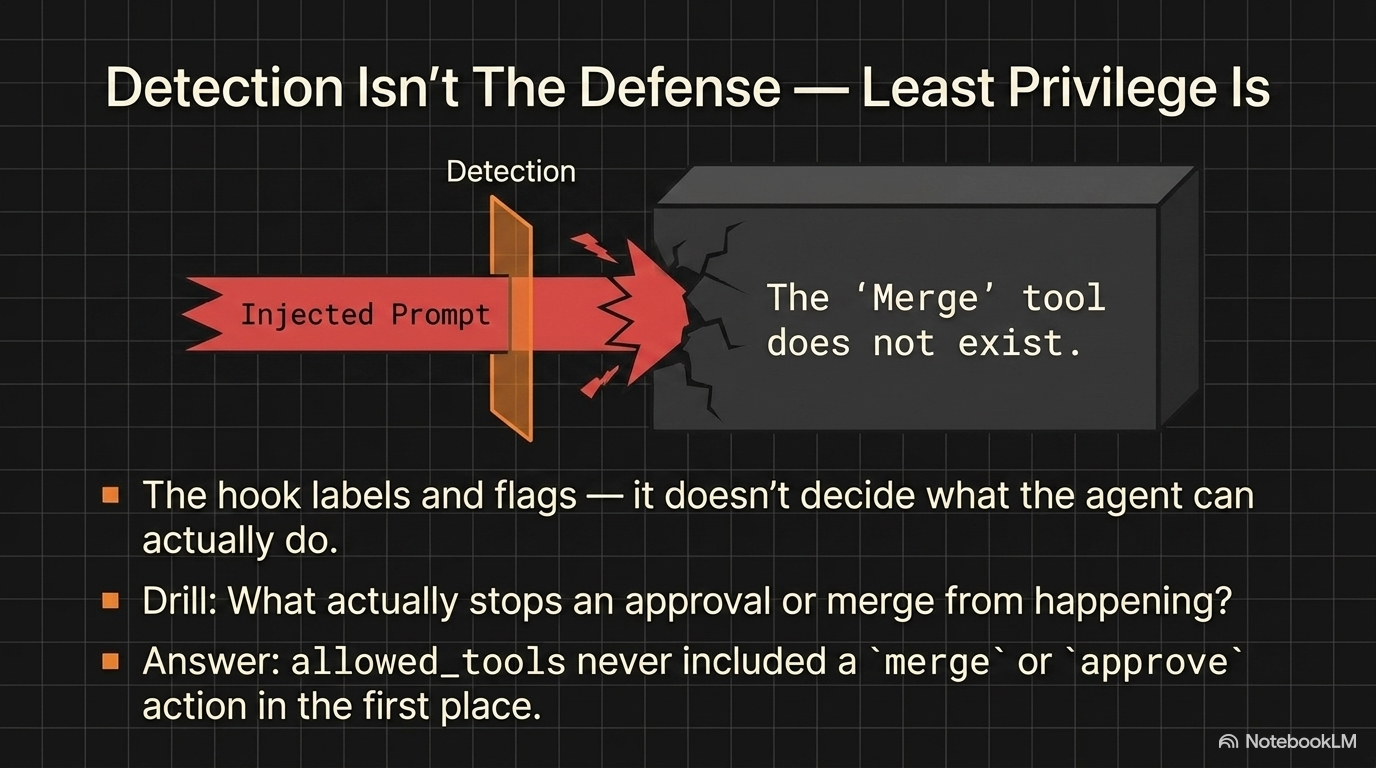 Detection Isn’t The Defense — Least Privilege Is
Detection
Injected Prompt
The ‘Merge’ tool
does not exist.
The hook labels and flags — it doesn’t decide what the agent can
actually do.
Drill: What actually stops an approval or merge from happening?
Answer: allowed_tools never included a `merge` or `approve`
action in the first place.
NotebookLM